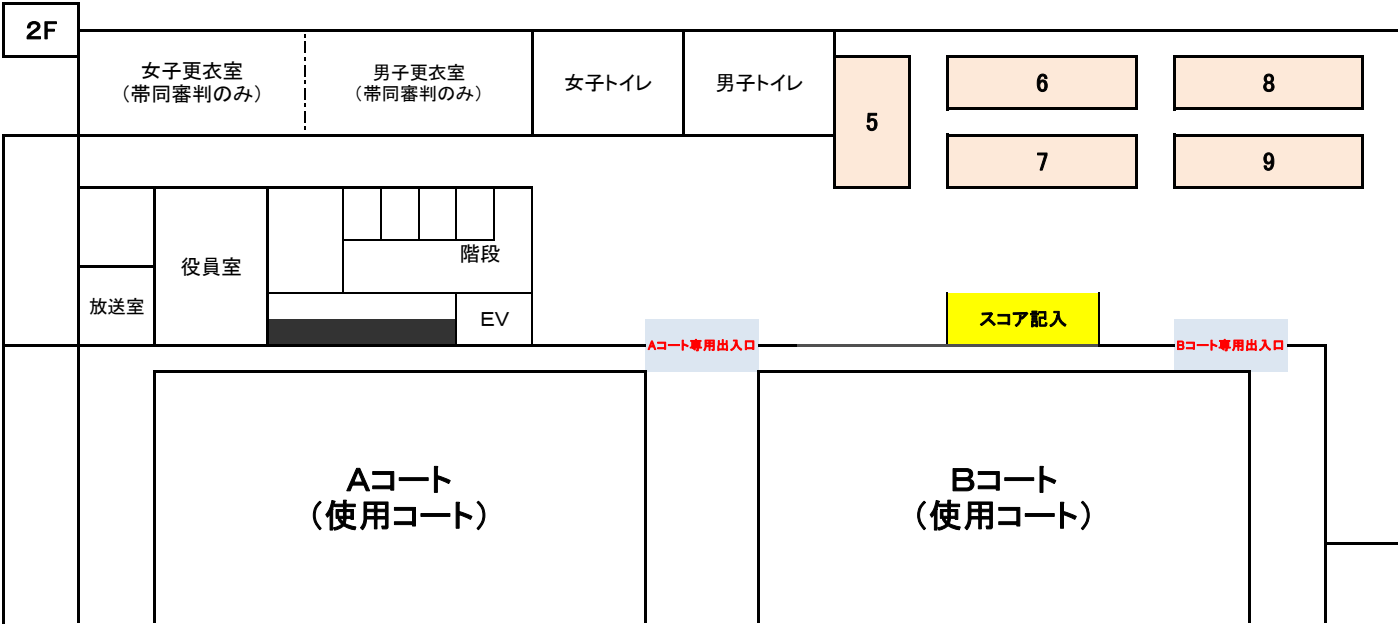 2F
女子更衣室
（帯同審判のみ）
男子更衣室
（帯同審判のみ）
女子トイレ
男子トイレ
5
6
8
7
9
役員室
階段
放送室
EV
スコア記入
Aコート専用出入口
Bコート専用出入口
Aコート
（使用コート）
Bコート
（使用コート）